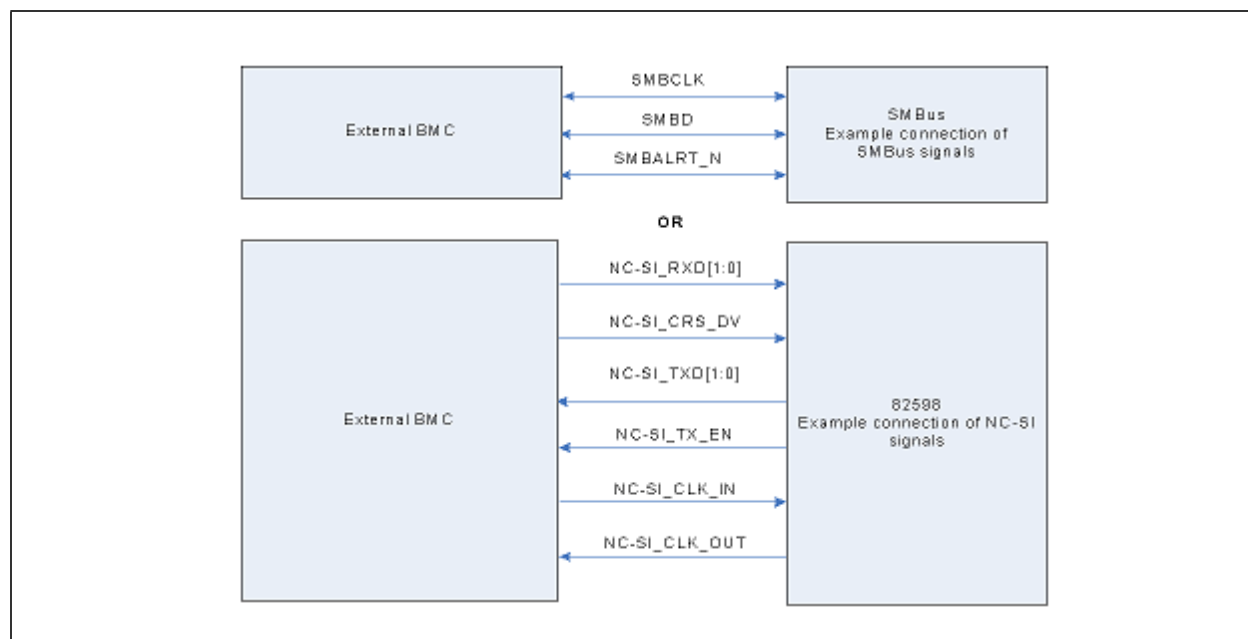 External BMC
SMBCLK
SMBD
SMBALRT_N
SMBus
Example connection of
SMBus signals
OR
External BMC
NC-SI_RXD[1:0]
NC-SI_CRS_DV
NC-SI_TXD[1:0]
NC-SI_TX_EN
NC-SI_CLK_IN
NC-SI_CLK_OUT
82598
Example connection of NC-SI
signals